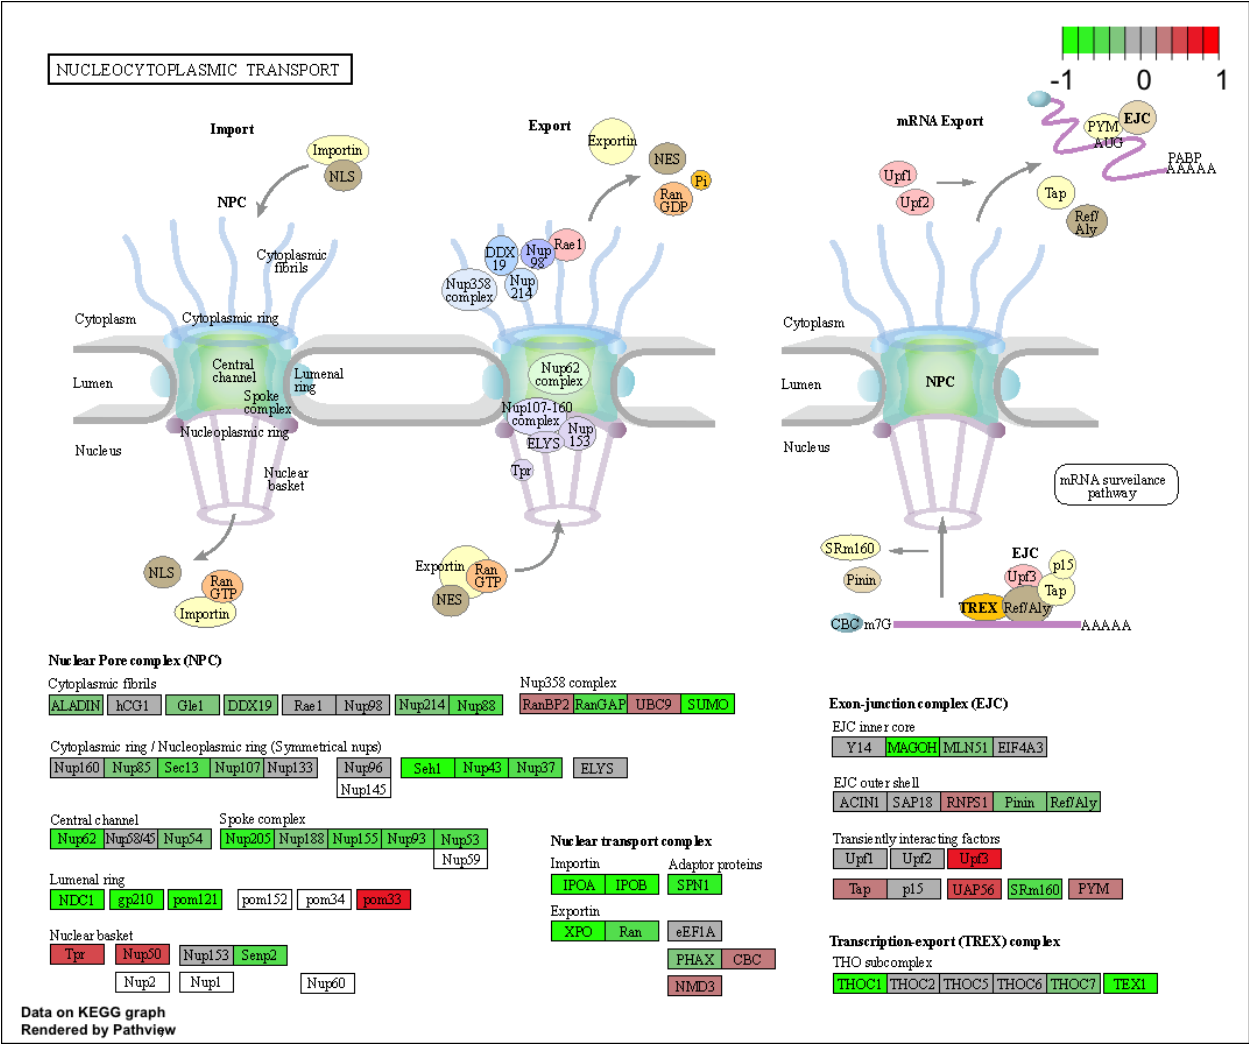 NUCLEOCYTOPLASMIC TRANSPORT
-1 0 1
Import
Importin
NLS
NPC
Cytoplasmic
fibrils
Cytoplasm
Cytoplasmic ring
Central
channel
Lumenal
ring
Lumen
Spoke
complex
Nucleoplasmic ring
Nucleus
Nuclear
basket
NLS
Ran
GTP
Importin
Export
Exportin
NES
Pi
Ran
GDP
DDX
19
Nup
98
Rae1
Nup358
complex
Nup
214
Nup62
complex
Nup107-160
complex
Nup
153
ELYS
Tpr
Exportin
Ran
GTP
NES
mRNA Export
PYM
EJC
AUG
PABP
AAAAA
Upf1
Upf2
Tap
Ref/
Aly
Cytoplasm
Lumen
NPC
Nucleus
mRNA surveilance
pathway
SRm160
Pinin
EJC
p15
Upf3
Tap
TREX
Ref/Aly
CBC m7G
AAAAA
Nuclear Pore complex (NPC)
Cytoplasmic fibrils
ALADIN hCG1 Gle1 DDX19 Rae1 Nup98 Nup214 Nup88
Nup358 complex
RanBP2 RanGAP UBC9 SUMO
Cytoplasmic ring / Nucleoplasmic ring (Symmetrical nups)
Nup160 Nup85 Sec13 Nup107 Nup133 Nup96 Seh1 Nup43 Nup37 ELYS
Nup145
Central channel
Nup62 Nup58/45 Nup54
Spoke complex
Nup205 Nup188 Nup155 Nup93 Nup53
Nup59
Lumenal ring
NDC1 gp210 pom121 pom152 pom34 pom33
Nuclear basket
Tpr Nup50 Nup153 Senp2
Nup2 Nup1 Nup60
Nuclear transport complex
Importin
IPOA IPOB
Adaptor proteins
SPN1
Exportin
XPO Ran eEF1A
PHAX CBC
NMD3
Exon-junction complex (EJC)
EJC inner core
Y14 MAGOH MLN51 EIF4A3
EJC outer shell
ACIN1 SAP18 RNPS1 Pinin Ref/Aly
Transiently interacting factors
Upf1 Upf2 Upf3
Tap p15 UAP56 SRm160 PYM
Transcription-export (TREX) complex
THO subcomplex
THOC1 THOC2 THOC5 THOC6 THOC7 TEX1
Data on KEGG graph
Rendered by Pathview